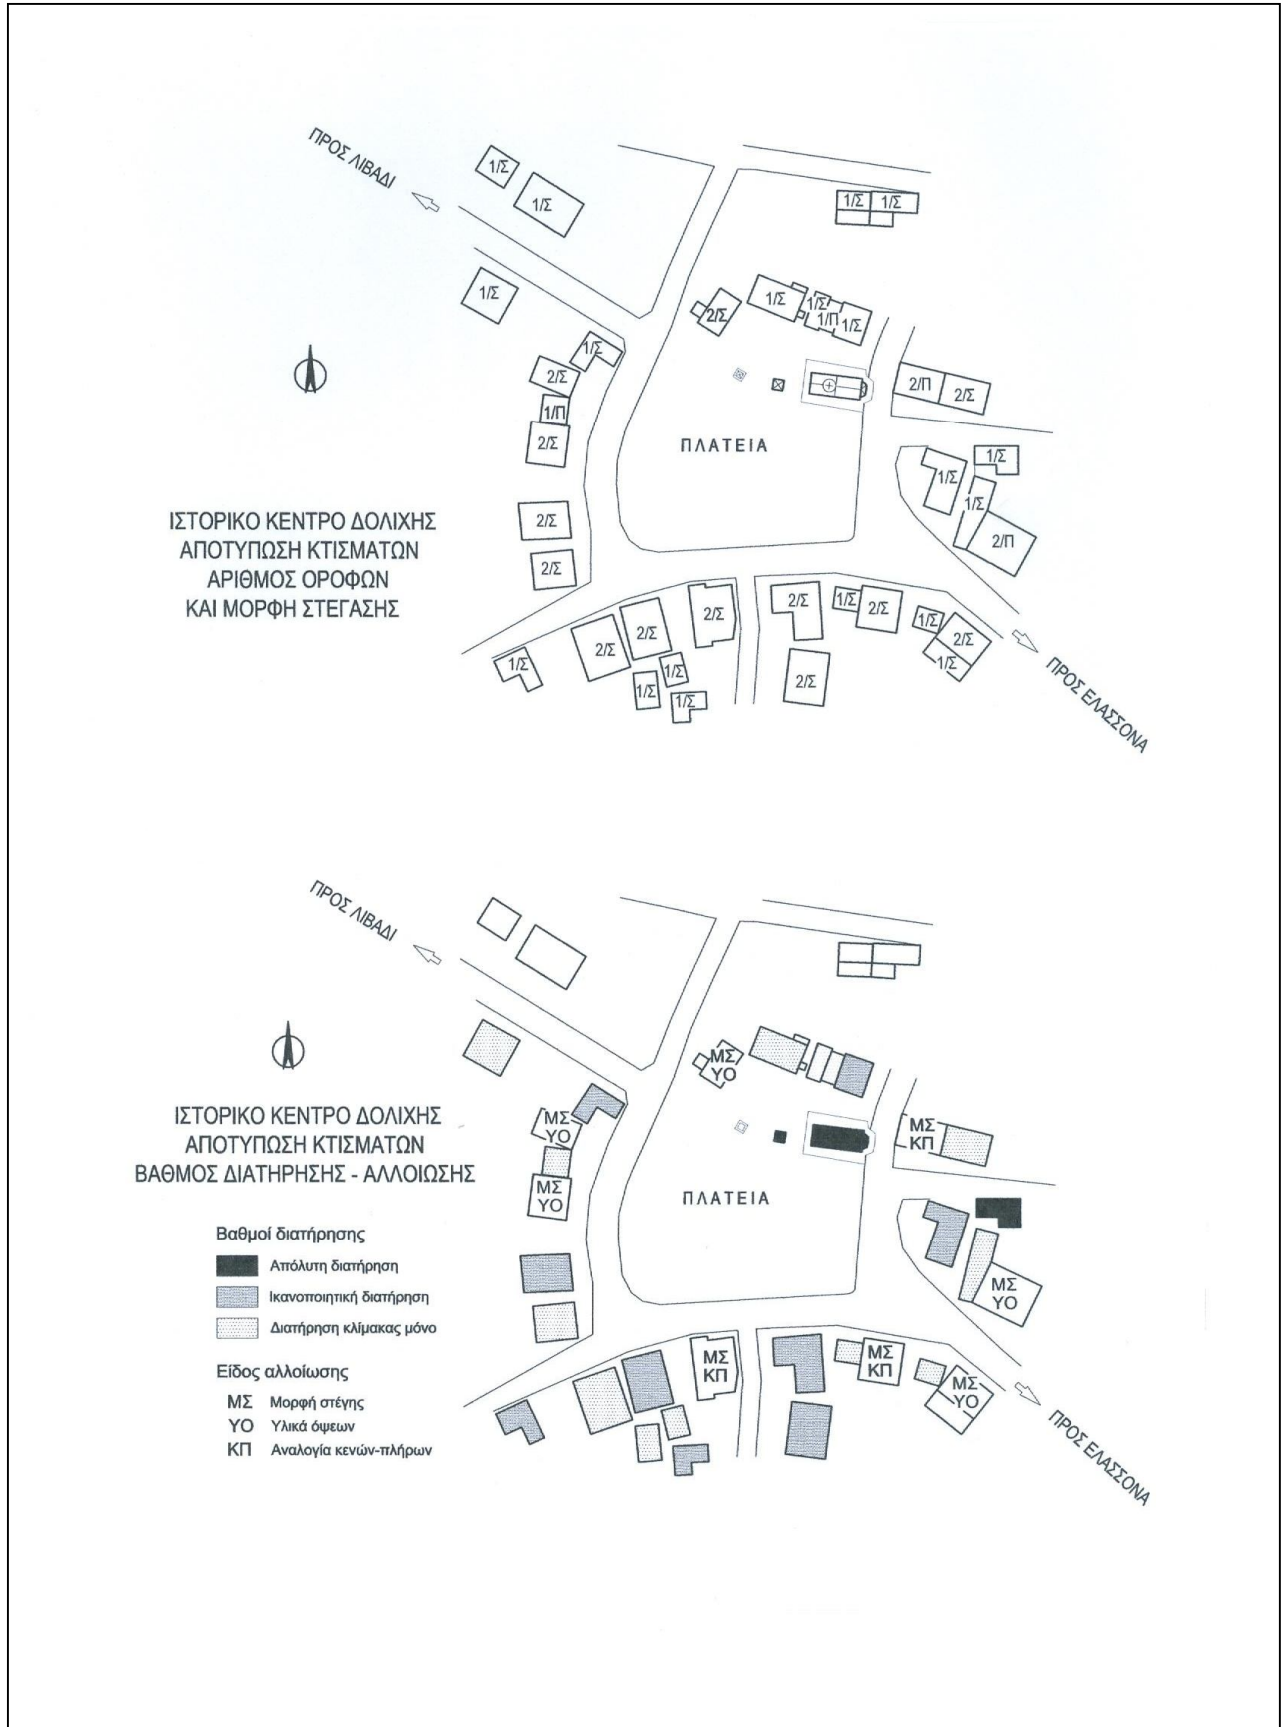 ΠΡΟΣ ΛΙΒΑΔΙ
1/Σ
1/Σ
1/Σ 1/Σ
1/Σ
2/Σ
1/Σ
1/Σ
1/Π
1/Σ
1/Σ
2/Σ
1/Π
2/Σ
2/Π
2/Σ
ΠΛΑΤΕΙΑ
1/Σ
1/Σ
1/Σ
2/Π
2/Σ
2/Σ
ΙΣΤΟΡΙΚΟ ΚΕΝΤΡΟ ΔΟΛΙΧΗΣ
ΑΠΟΤΥΠΩΣΗ ΚΤΙΣΜΑΤΩΝ
ΑΡΙΘΜΟΣ ΟΡΟΦΩΝ
ΚΑΙ ΜΟΡΦΗ ΣΤΕΓΑΣΗΣ
1/Σ
2/Σ
2/Σ
2/Σ
1/Σ
1/Σ
1/Σ
2/Σ
2/Σ
1/Σ
2/Σ
1/Σ
2/Σ
1/Σ
ΠΡΟΣ ΕΛΑΣΣΟΝΑ
ΠΡΟΣ ΛΙΒΑΔΙ
ΜΣ
ΥΟ
ΜΣ
ΥΟ
ΜΣ
ΥΟ
ΜΣ
ΚΠ
ΠΛΑΤΕΙΑ
ΜΣ
ΥΟ
ΙΣΤΟΡΙΚΟ ΚΕΝΤΡΟ ΔΟΛΙΧΗΣ
ΑΠΟΤΥΠΩΣΗ ΚΤΙΣΜΑΤΩΝ
ΒΑΘΜΟΣ ΔΙΑΤΗΡΗΣΗΣ - ΑΛΛΟΙΩΣΗΣ
Βαθμοί διατήρησης
Απόλυτη διατήρηση
Ικανοποιητική διατήρηση
Διατήρηση κλίμακας μόνο
Είδος αλλοίωσης
ΜΣ Μορφή στέγης
ΥΟ Υλικά όψεων
ΚΠ Αναλογία κενών-πλήρων
ΜΣ
ΚΠ
ΜΣ
ΚΠ
ΜΣ
ΥΟ
ΠΡΟΣ ΕΛΑΣΣΟΝΑ